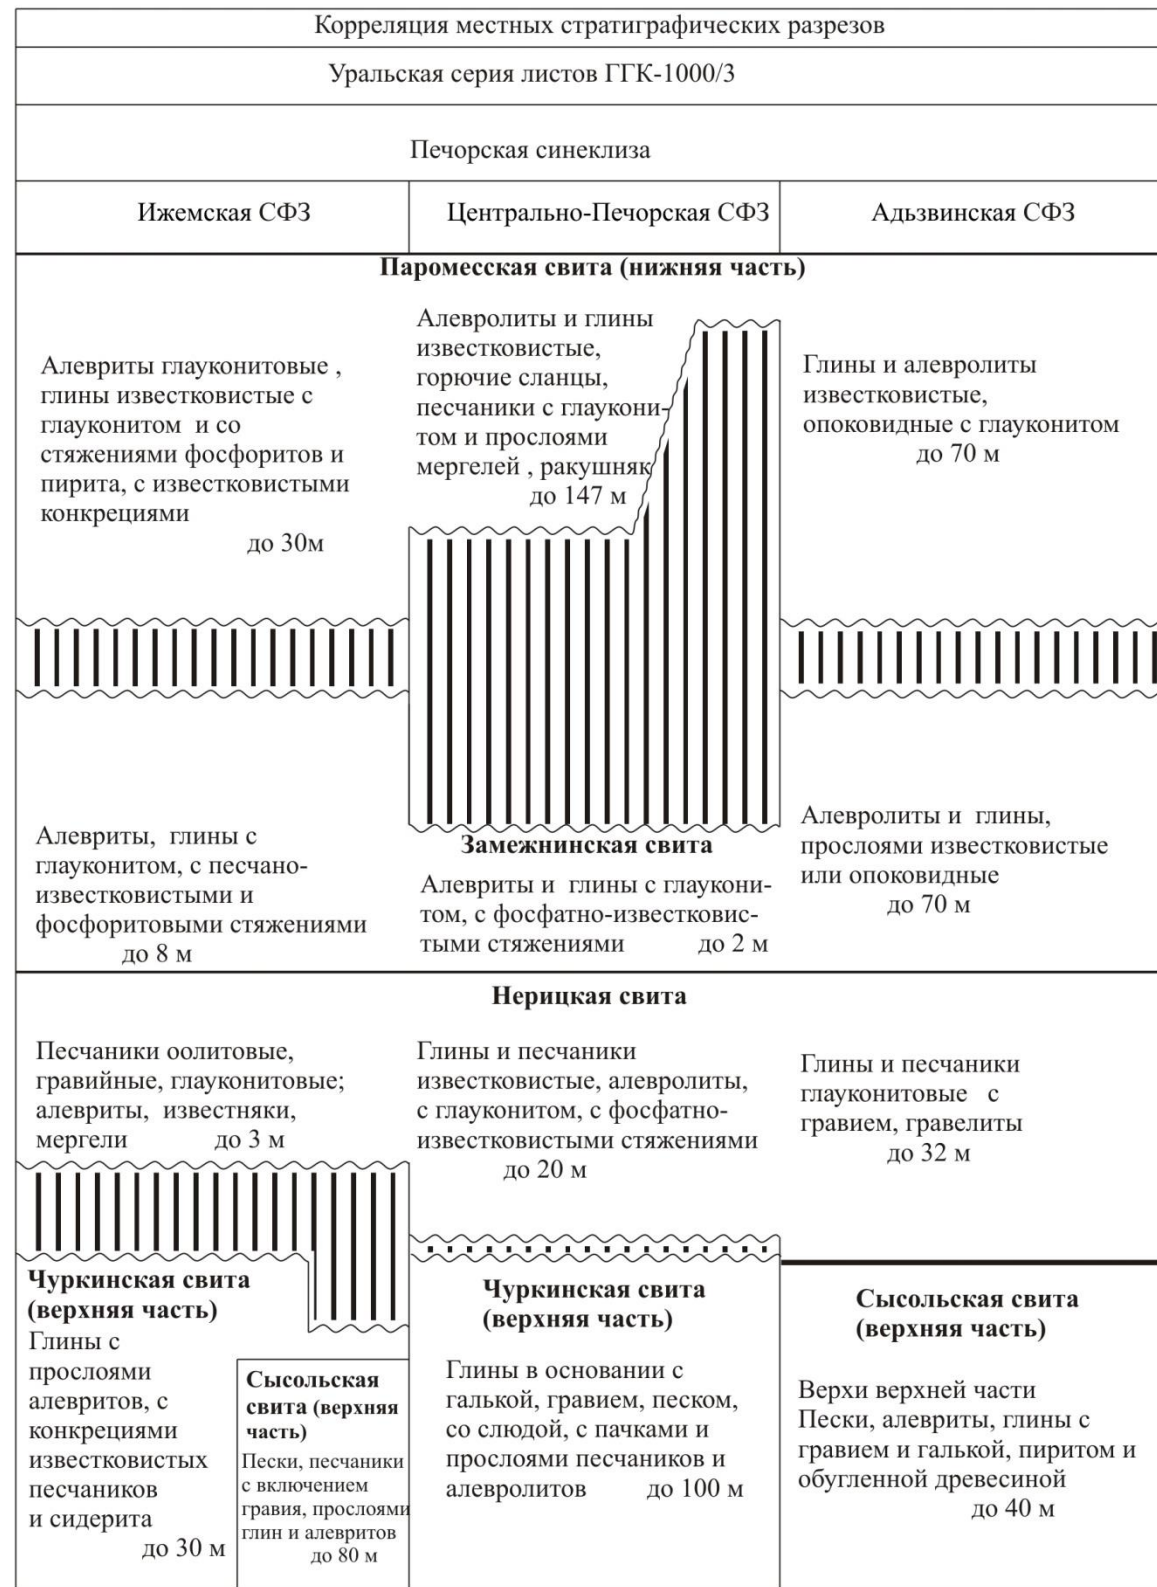 Корреляция местных стратиграфических разрезов
Уральская серия листов ГГК-1000/3
Печорская синеклиза
Ижемская СФЗ
Центрально-Печорская СФЗ
Адьзвинская СФЗ
Паромесская свита (нижняя часть)
Алевриты глауконитовые ,
глины известковистые с
глауконитом и со
стяжениями фосфоритов и
пирита, с известковистыми
конкрециями
до 30м
Алевролиты и глины
известковистые,
горючие сланцы,
песчаники с глаукони-
том и прослоями
мергелей , ракушняк
до 147 м
Глины и алевролиты
известковистые,
опоковидные с глауконитом
до 70 м
Алевриты, глины с
глауконитом, с песчано-
известковистыми и
фосфоритовыми стяжениями
до 8 м
Замежнинская свита
Алевриты и глины с глаукони-
том, с фосфатно-известковис-
тыми стяжениями до 2 м
Алевролиты и глины,
прослоями известковистые
или опоковидные
до 70 м
Нерицкая свита
Песчаники оолитовые,
гравийные, глауконитовые;
алевриты, известняки,
мергели до 3 м
Глины и песчаники
известковистые, алевролиты,
с глауконитом, с фосфатно-
известковистыми стяжениями
до 20 м
Глины и песчаники
глауконитовые с
гравием, гравелиты
до 32 м
Чуркинская свита
(верхняя часть)
Глины с
прослоями
алевритов, с
конкрециями
известковистых
песчаников
и сидерита
до 30 м
Сысольская
свита (верхняя
часть)
Пески, песчаники
с включением
гравия, прослоями
глин и алевритов
до 80 м
Чуркинская свита
(верхняя часть)
Глины в основании с
галькой, гравием, песком,
со слюдой, с пачками и
прослоями песчаников и
алевролитов до 100 м
Сысольская свита
(верхняя часть)
Верхи верхней части
Пески, алевриты, глины с
гравием и галькой, пиритом и
обугленной древесиной
до 40 м